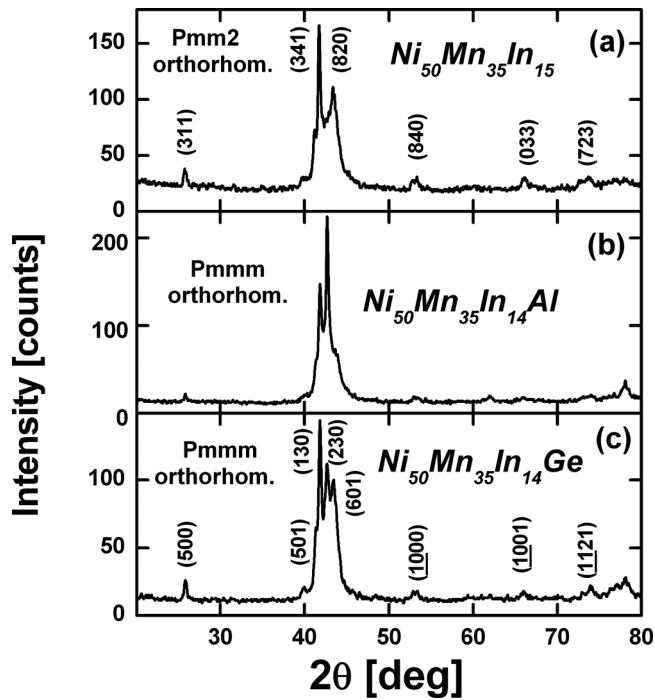 150
100
50
0
Pmm2
orthorhom.
(311)
(341)
(820)
(840)
(033)
(723)
Ni50Mn35In15
(a)
200
100
0
Pmmm
orthorhom.
Ni50Mn35In14Al
(b)
100
50
0
Pmmm
orthorhom.
(500)
(501)
(130)
(230)
(601)
(1000)
(1001)
(1121)
Ni50Mn35In14Ge
(c)
30 40 50 60 70 80
2θ [deg]
Intensity [counts]